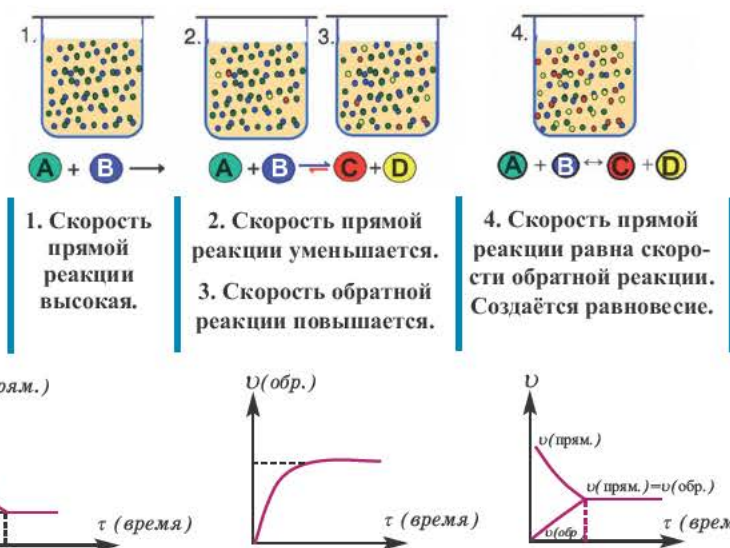 1.
2.
3.
4.
A + B →
A + B ⇌ C + D
A + B ↔ C + D
1. Скорость
прямой
реакции
высокая.
2. Скорость прямой
реакции уменьшается.
3. Скорость обратной
реакции повышается.
4. Скорость прямой
реакции равна скоро-
сти обратной реакции.
Создаётся равновесие.
υ(обр.)
τ (время)
τ (время)
υ
υ(прям.)
υ(прям.)=υ(обр.)
υ(обр